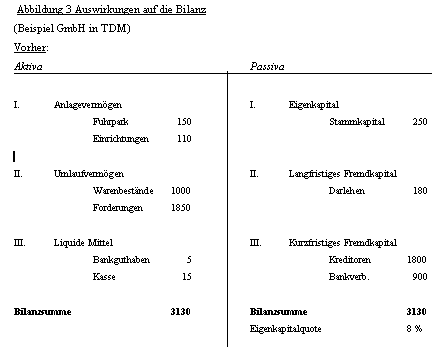 Abbildung 3 Auswirkungen auf die Bilanz
(Beispiel GmbH in TDM)
Vorher:
Aktiva Passiva
I. Anlagevermögen I. Eigenkapital
Fuhrpark 150 Stammkapital 250
Einrichtungen 110
II. Umlaufvermögen II. Langfristiges Fremdkapital
Warenbestände 1000 Darlehen 180
Forderungen 1850
III. Liquide Mittel III. Kurzfristiges Fremdkapital
Bankguthaben 5 Kreditoren 1800
Kasse 15 Bankverb. 900
Bilanzsumme 3130 Bilanzsumme 3130
Eigenkapitalquote 8 %